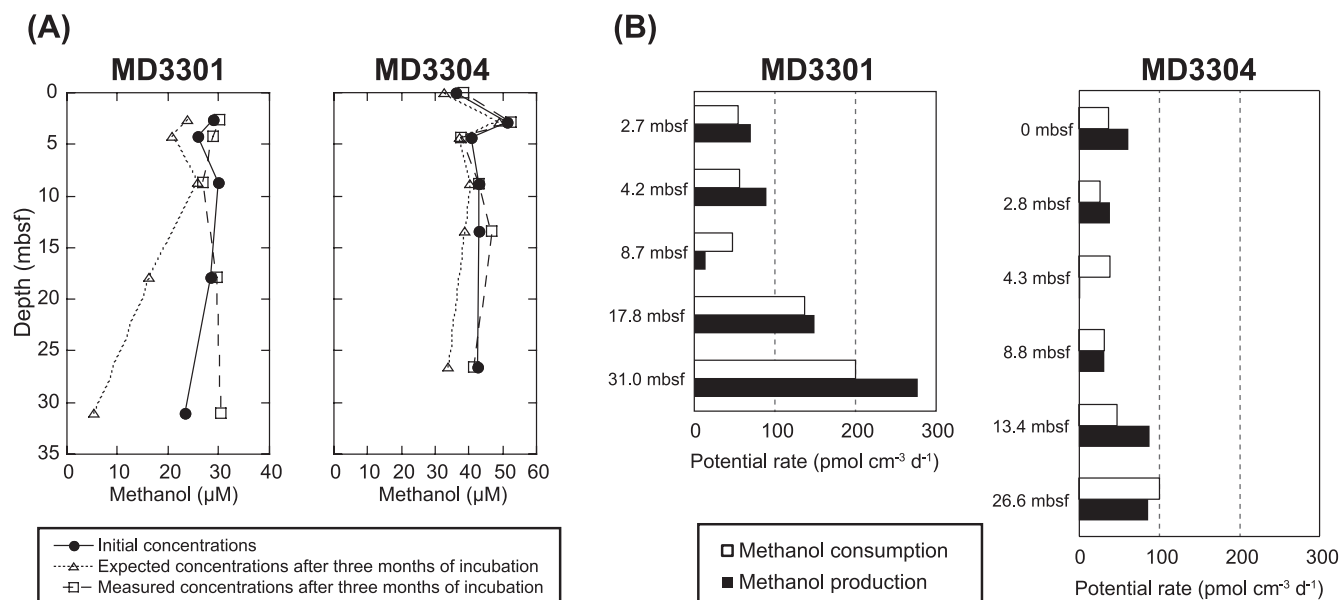 (A)
MD3301
MD3304
0
5
10
15
20
25
30
35
Depth (mbsf)
0 10 20 30 40
Methanol (µM)
0 10 20 30 40 50 60
Methanol (µM)
Initial concentrations
Expected concentrations after three months of incubation
Measured concentrations after three months of incubation
(B)
MD3301
2.7 mbsf
4.2 mbsf
8.7 mbsf
17.8 mbsf
31.0 mbsf
0 100 200 300
Potential rate (pmol cm⁻³ d⁻¹)
Methanol consumption
Methanol production
MD3304
0 mbsf
2.8 mbsf
4.3 mbsf
8.8 mbsf
13.4 mbsf
26.6 mbsf
0 100 200 300
Potential rate (pmol cm⁻³ d⁻¹)